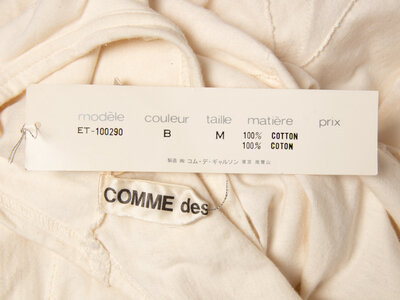 modèle couleur taille matière prix
ET-100290 B M 100% COTTON
100% COTON
製造 ㈱ コム・デ・ギャルソン 東京 南青山
COMME des